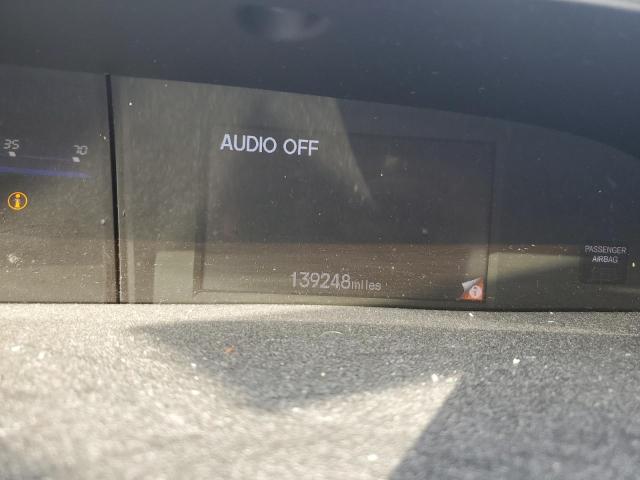 35 70
AUDIO OFF
PASSENGER
AIRBAG
139248miles